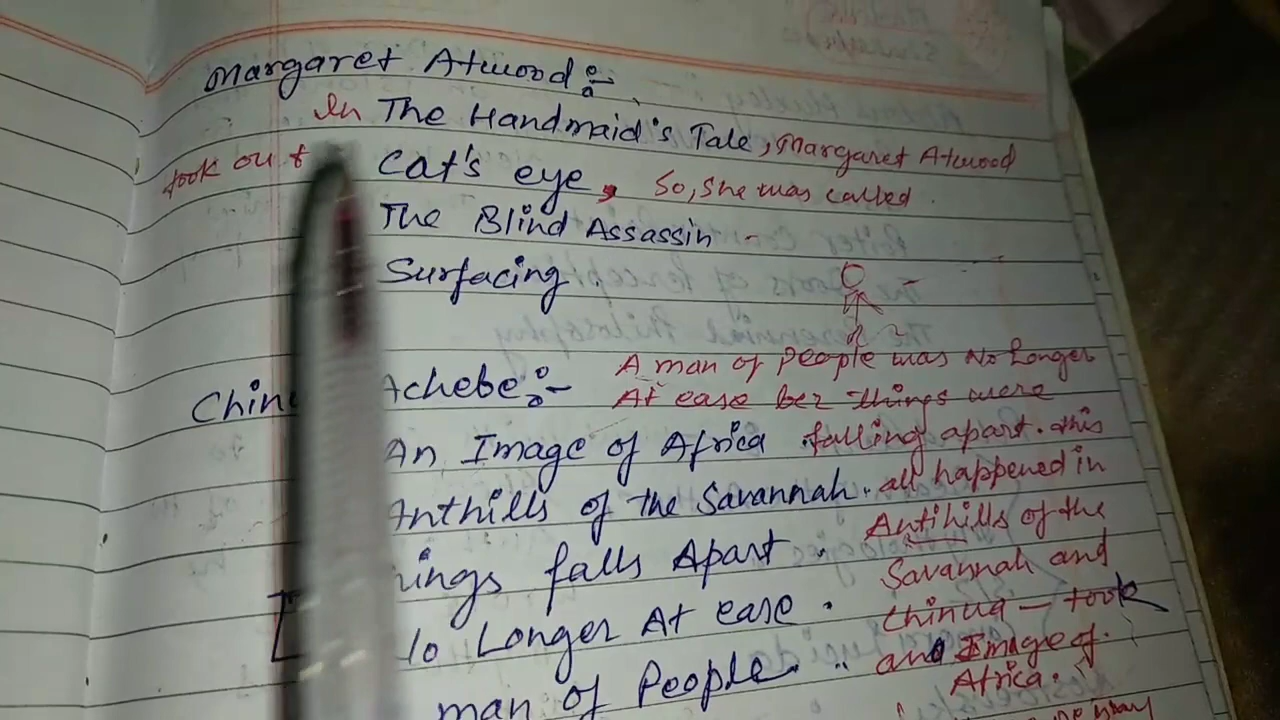 Margaret Atwood :-
In The Handmaid's Tale, Margaret Atwood
took out Cat's eye, So, she was called
The Blind Assassin -
Surfacing
Chin Achebe :- A man of People was No Longer
At ease bcz things were
An Image of Africa falling apart. this
Anthills of the Savannah. all happened in
Antihills of the
ings falls Apart. Savannah and
o Longer At ease. Chinua - took
man of People. and Image of
Africa.